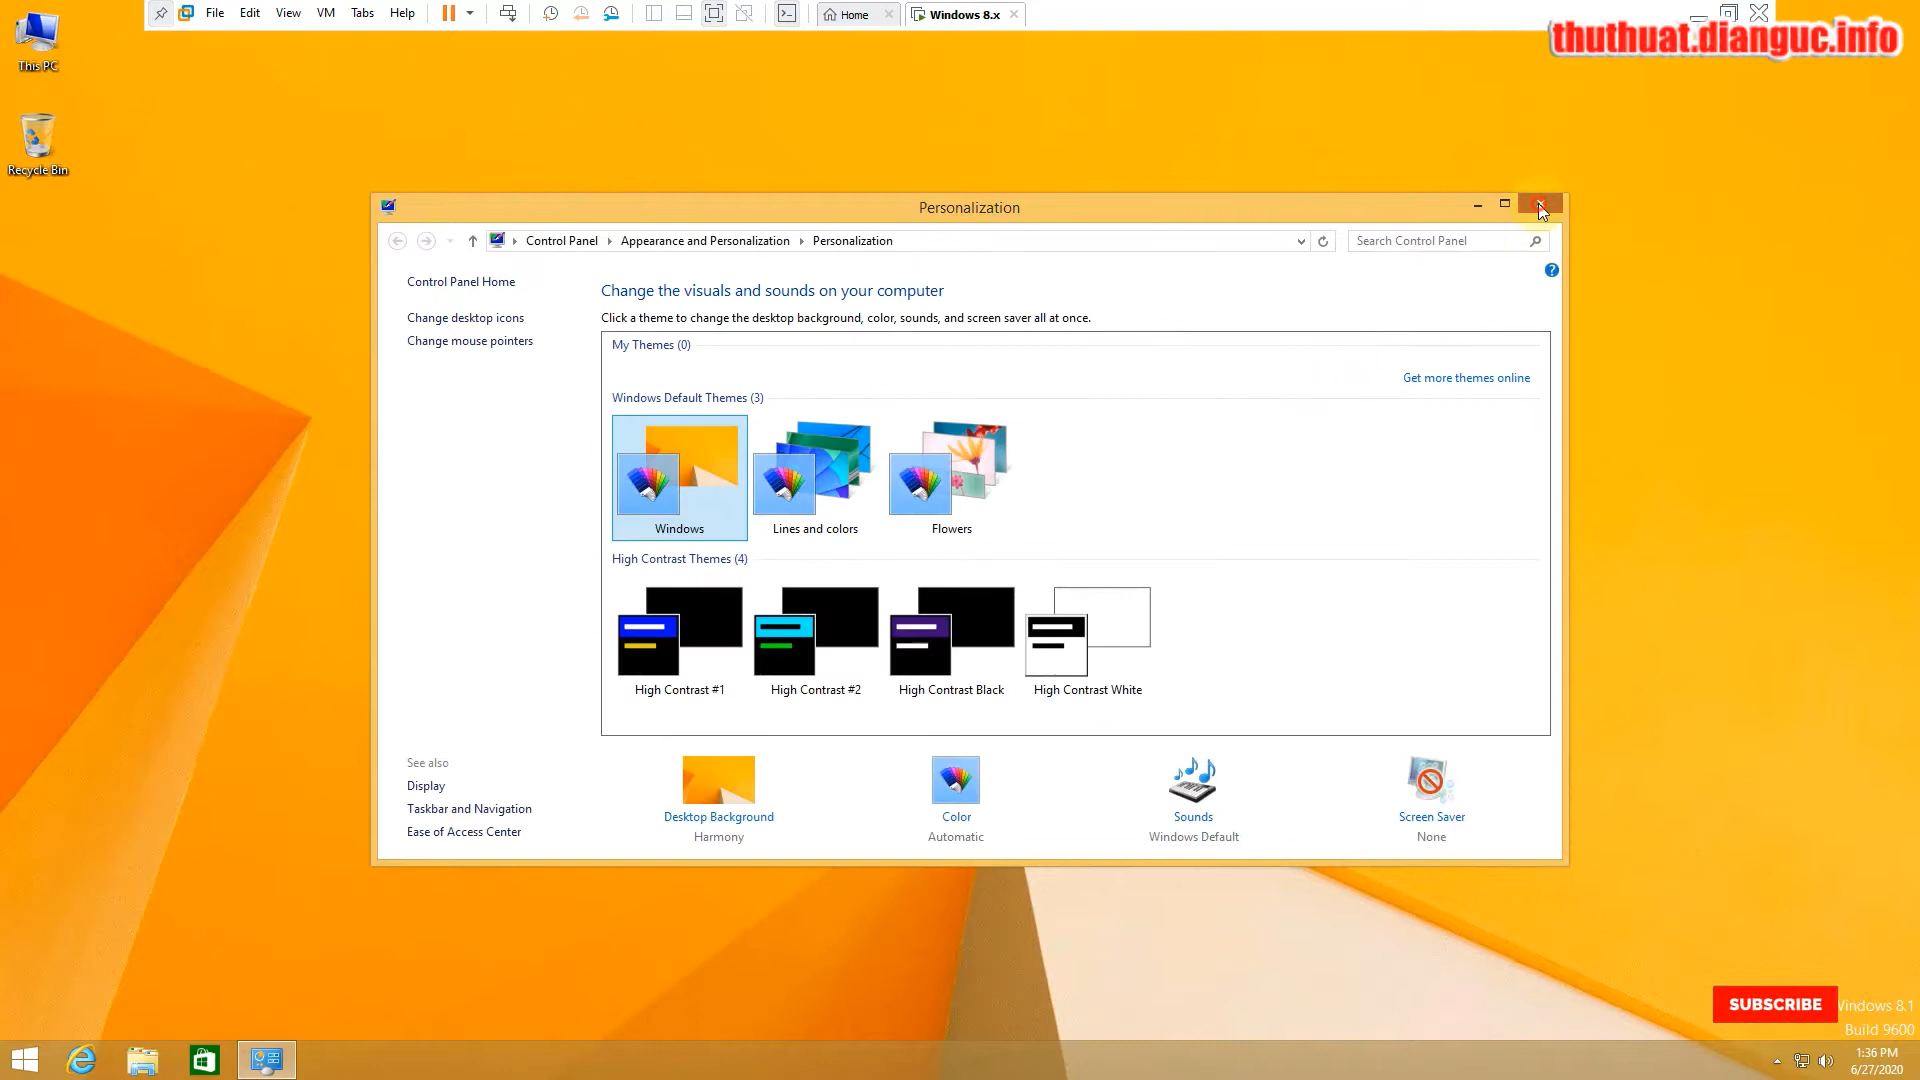 File Edit View VM Tabs Help Home Windows 8.x
thuthuat.dianguc.info
This PC
Recycle Bin
Personalization
Control Panel Appearance and Personalization Personalization Search Control Panel
Control Panel Home
Change desktop icons
Change mouse pointers
Change the visuals and sounds on your computer
Click a theme to change the desktop background, color, sounds, and screen saver all at once.
My Themes (0)
Get more themes online
Windows Default Themes (3)
Windows Lines and colors Flowers
High Contrast Themes (4)
High Contrast #1 High Contrast #2 High Contrast Black High Contrast White
See also
Display
Taskbar and Navigation
Ease of Access Center
Desktop Background Color Sounds Screen Saver
Harmony Automatic Windows Default None
SUBSCRIBE
Windows 8.1
Build 9600
1:36 PM
6/27/2020